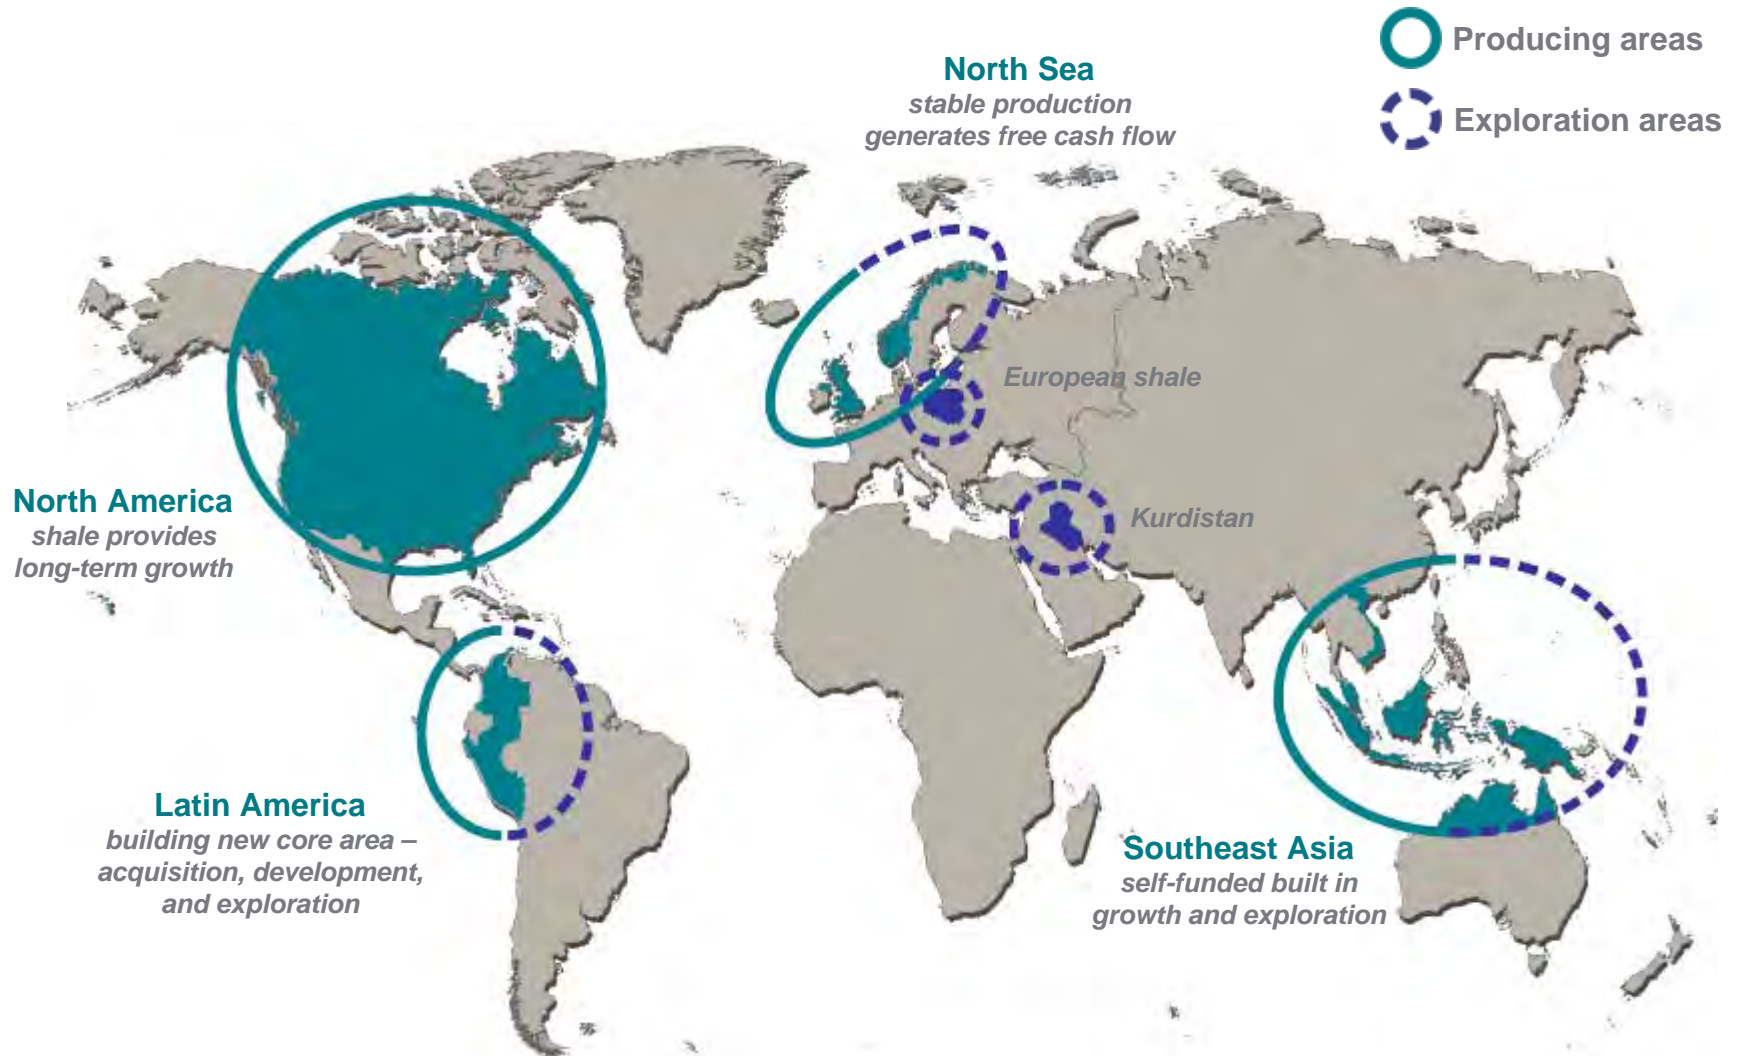 Producing areas
Exploration areas
North Sea
stable production
generates free cash flow
European shale
Kurdistan
North America
shale provides
long-term growth
Latin America
building new core area –
acquisition, development,
and exploration
Southeast Asia
self-funded built in
growth and exploration